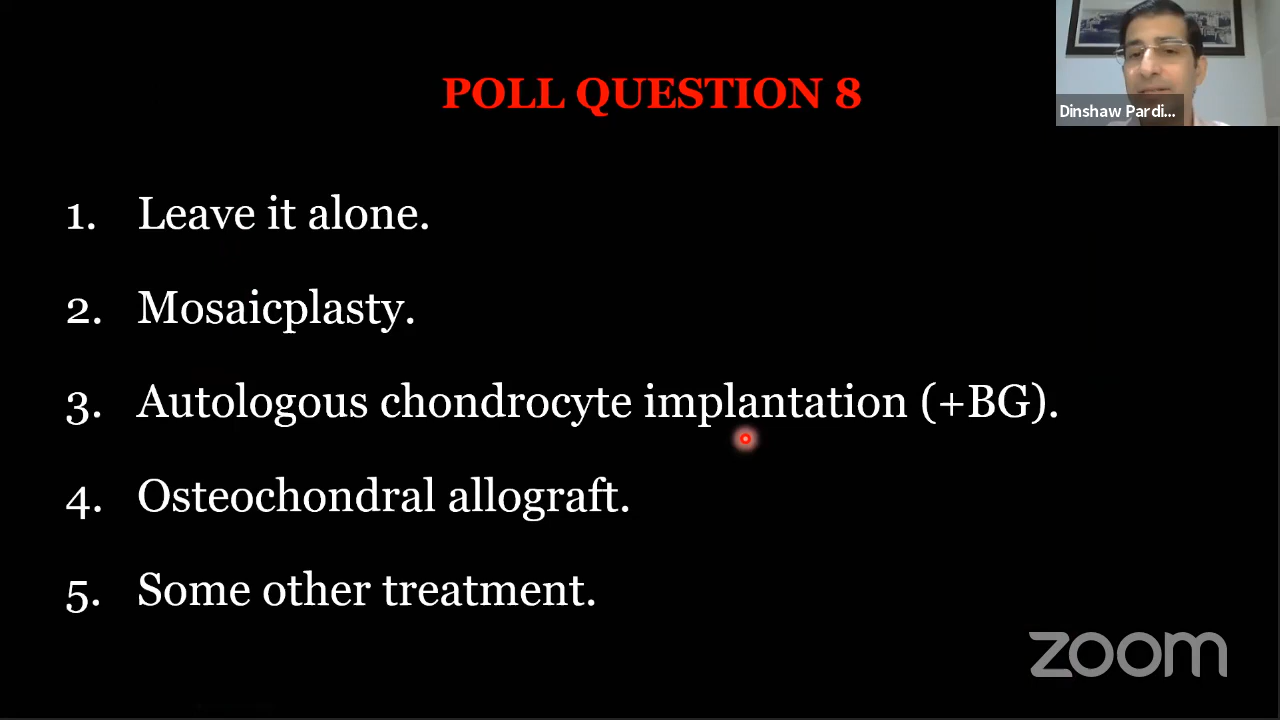 POLL QUESTION 8
Dinshaw Pardi...
1. Leave it alone.
2. Mosaicplasty.
3. Autologous chondrocyte implantation (+BG).
4. Osteochondral allograft.
5. Some other treatment.
zoom